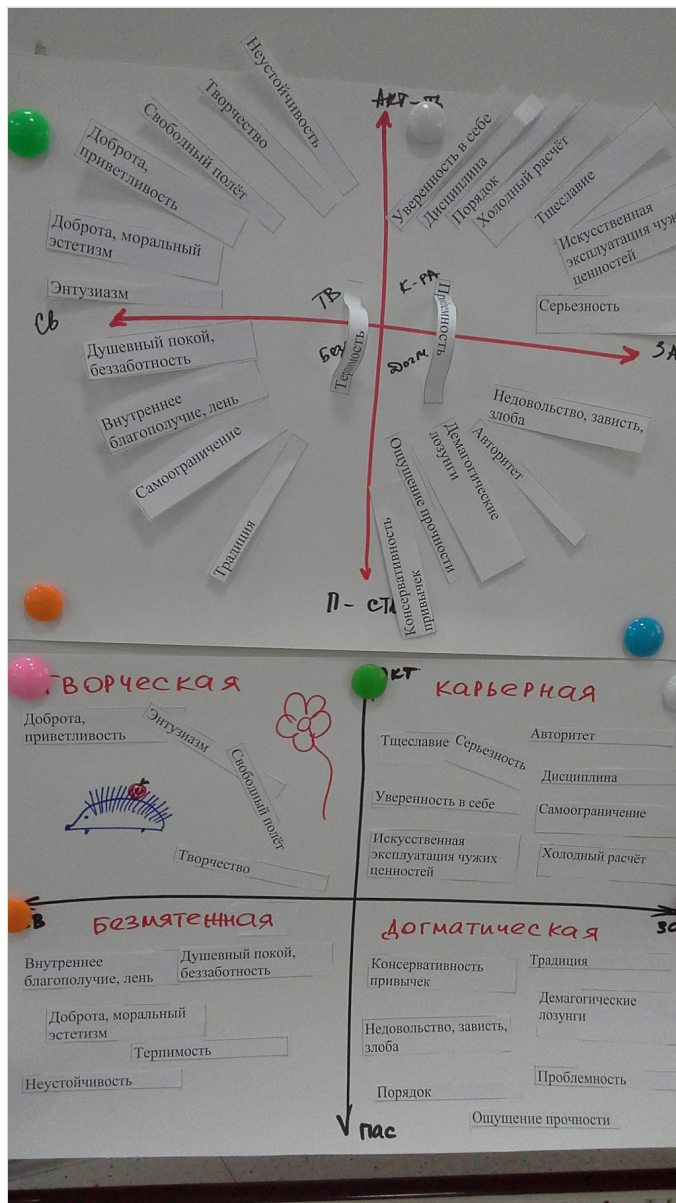 АКТ-ТЬ
Неустойчивость
Творчество
Свободный полёт
Доброта,
приветливость
Доброта, моральный
эстетизм
Энтузиазм
Уверенность в себе
Дисциплина
Порядок
Холодный расчёт
Тщеславие
Искусственная
эксплуатация чужих
ценностей
Серьезность
ТВ
К-РА
СВ
ЗА
Без
Догм.
Терпимость
Проблемность
Душевный покой,
беззаботность
Внутреннее
благополучие, лень
Самоограничение
Традиция
Недовольство, зависть,
злоба
Авторитет
Демагогические
лозунги
Ощущение прочности
Консервативность
привычек
П-СТЬ
ТВОРЧЕСКАЯ
АКТ
КАРЬЕРНАЯ
Доброта,
приветливость
Энтузиазм
Свободный полёт
Творчество
Тщеславие
Серьезность
Авторитет
Дисциплина
Уверенность в себе
Самоограничение
Искусственная
эксплуатация чужих
ценностей
Холодный расчёт
СВ
ЗА
БЕЗМЯТЕЖНАЯ
ДОГМАТИЧЕСКАЯ
Внутреннее
благополучие, лень
Душевный покой,
беззаботность
Доброта, моральный
эстетизм
Терпимость
Неустойчивость
Консервативность
привычек
Традиция
Демагогические
лозунги
Недовольство, зависть,
злоба
Проблемность
Порядок
Ощущение прочности
ПАС